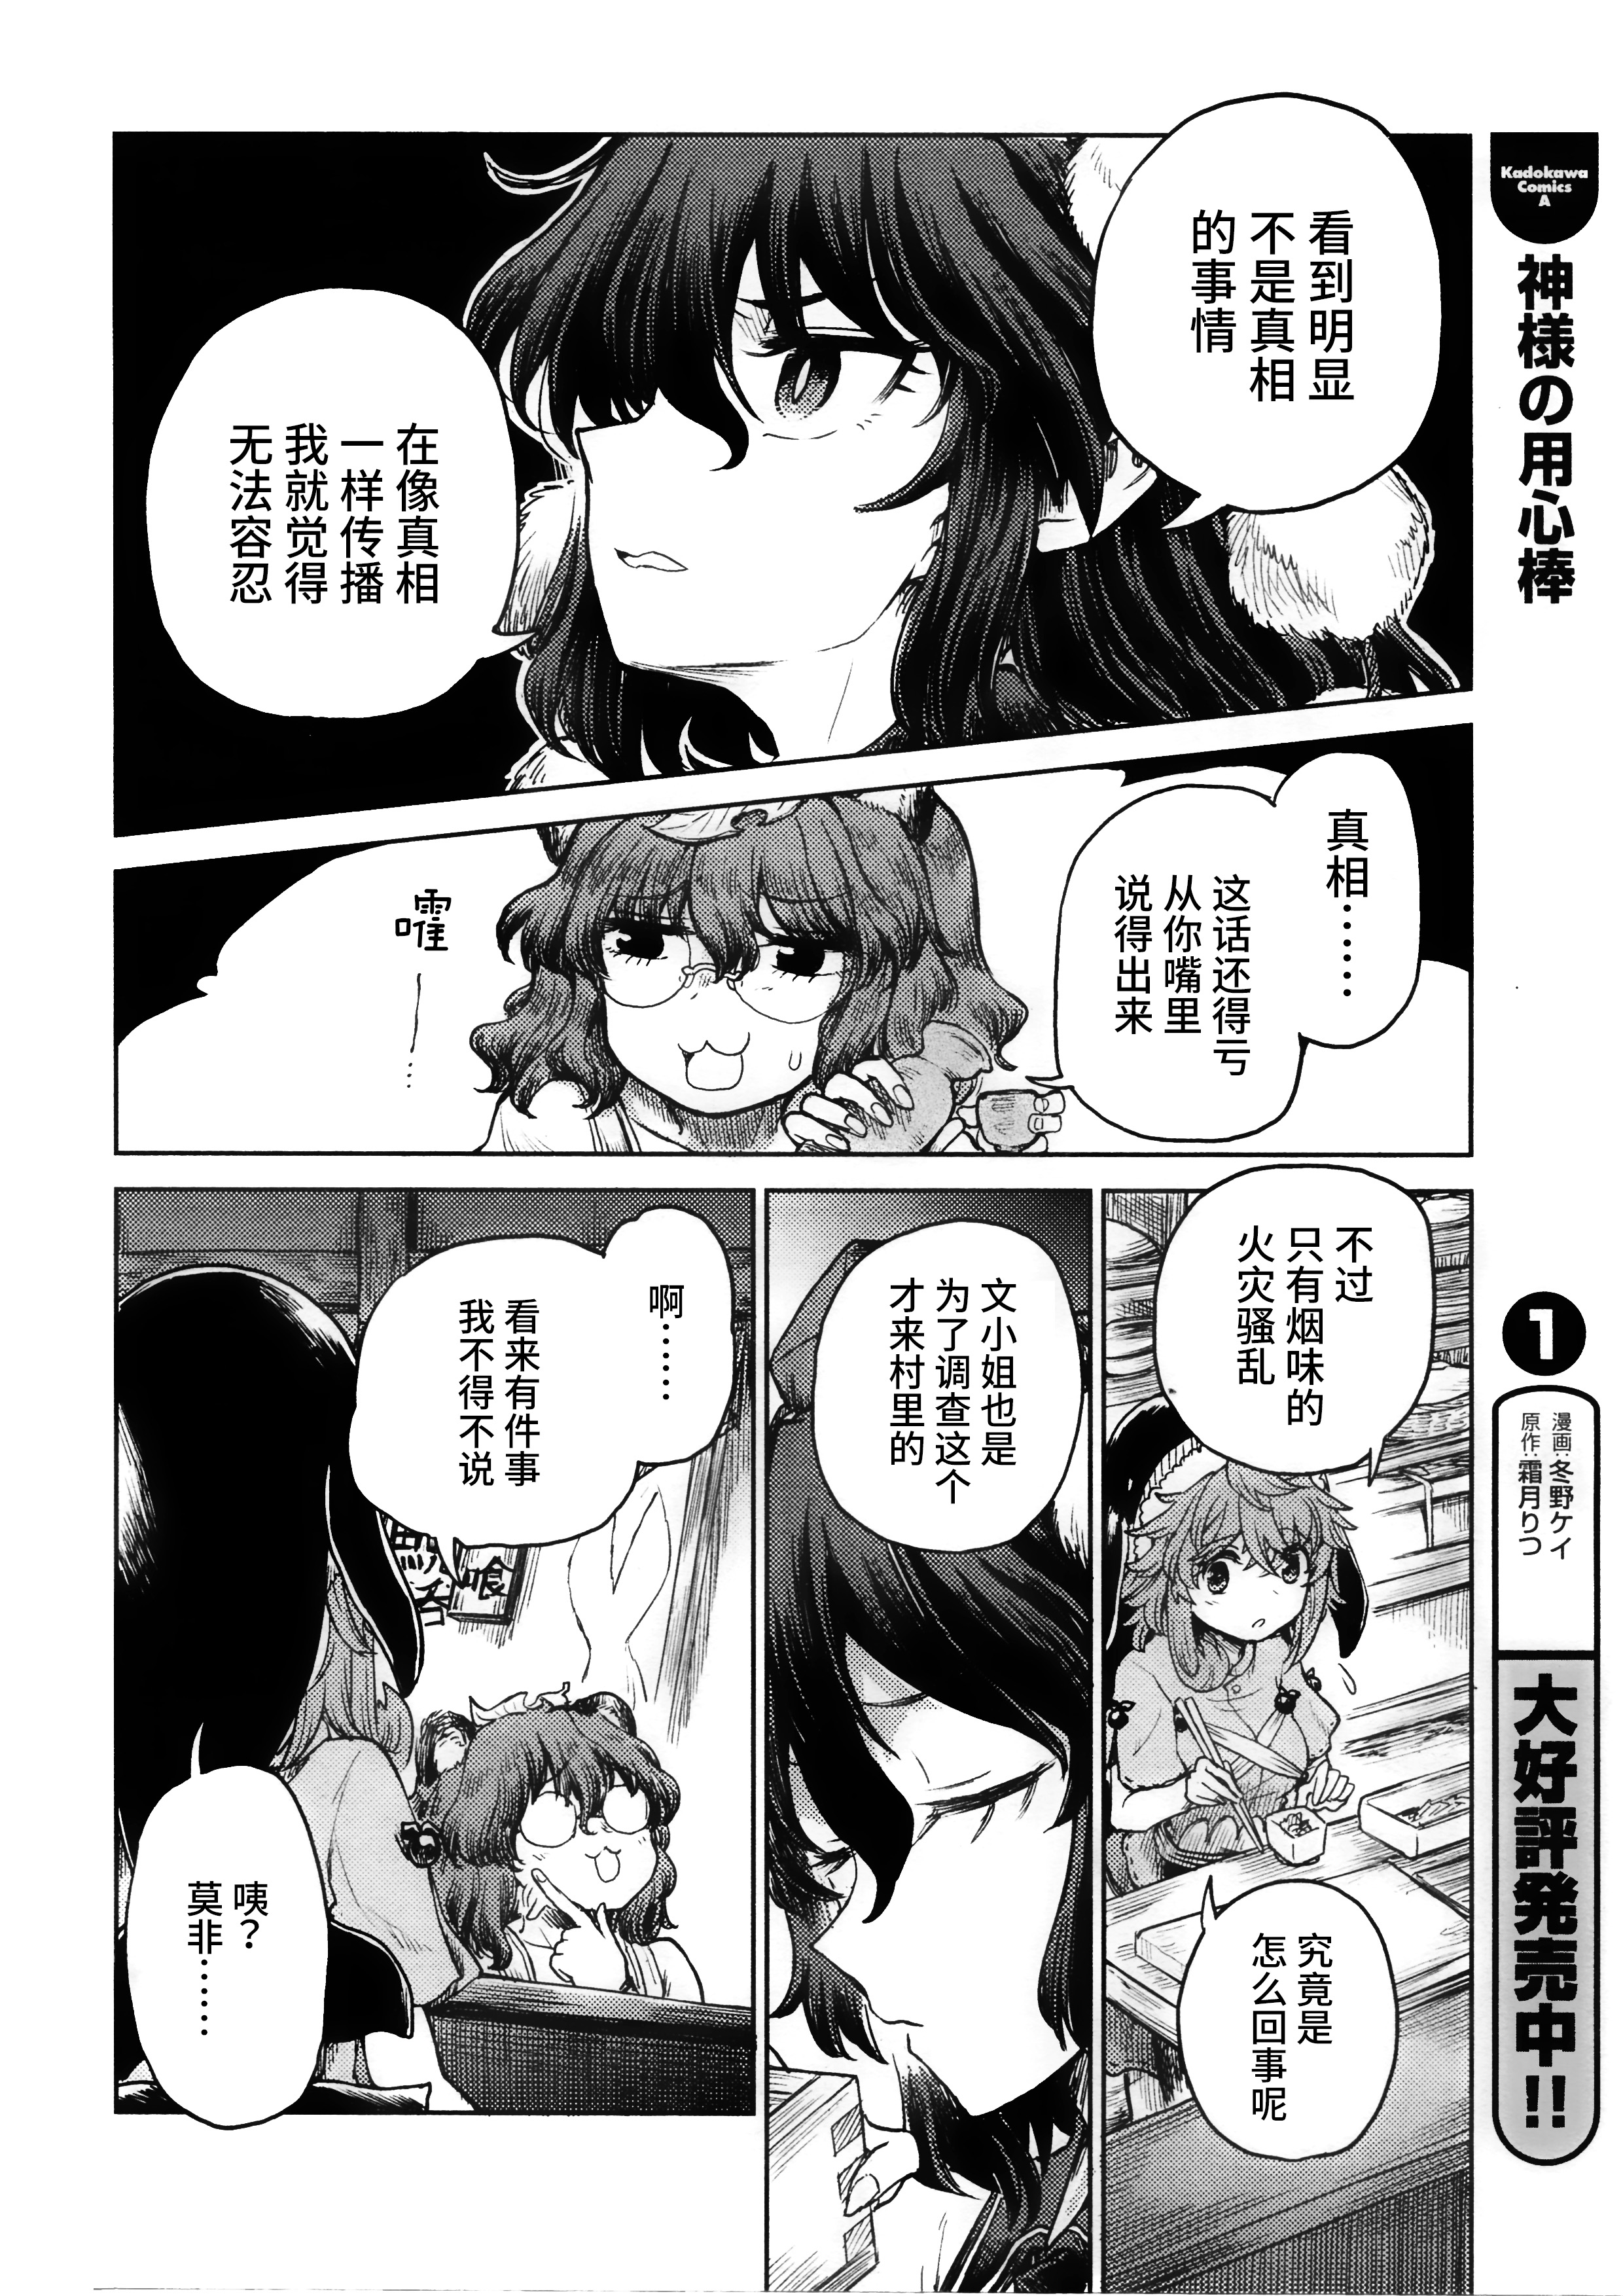 看到明显
不是真相
的事情
在像真相
一样传播
我就觉得
无法容忍
真相……
这话还得亏
从你嘴里
说得出来
嚯
……
不过
只有烟味的
火灾骚乱
究竟是
怎么回事呢
文小姐也是
为了调查这个
才来村里的
啊……
看来有件事
我不得不说
喰
咦？
莫非……
Kadokawa
Comics
A
神様の用心棒
1
漫画：冬野ケイ
原作：霜月りつ
大好評発売中!!